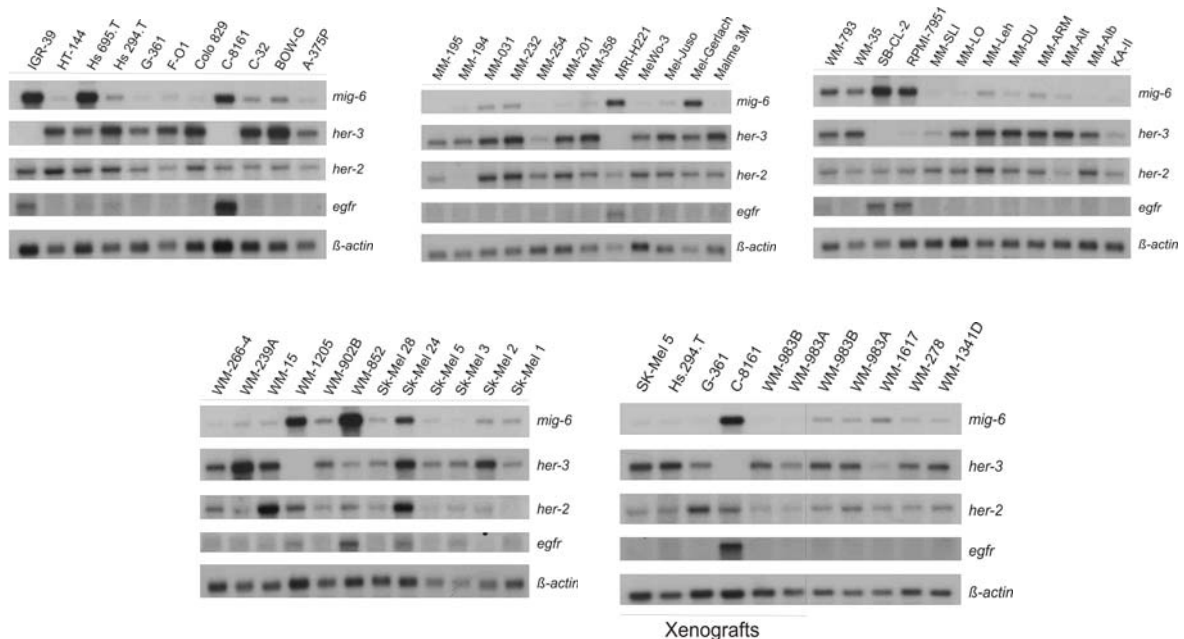 IGR-39 HT-144 Hs 695.T Hs 294.T G-361 F-O1 Colo 829 C-8161 C-32 BOW-G A-375P
mig-6
her-3
her-2
egfr
ß-actin
MM-195 MM-194 MM-031 MM-232 MM-254 MM-201 MM-358 MRI-H221 MeWo-3 Mel-Juso Mel-Gerlach Malme 3M
mig-6
her-3
her-2
egfr
ß-actin
WM-793 WM-35 SB-CL-2 RPMI-7951 MM-SLI MM-LO MM-Leh MM-DU MM-ARM MM-Alt MM-Alb KA-II
mig-6
her-3
her-2
egfr
ß-actin
WM-266-4 WM-239A WM-15 WM-1205 WM-902B WM-852 Sk-Mel 28 Sk-Mel 24 Sk-Mel 5 Sk-Mel 3 Sk-Mel 2 Sk-Mel 1
mig-6
her-3
her-2
egfr
ß-actin
SK-Mel 5 Hs.294.T G-361 C-8161 WM-983B WM-983A WM-983B WM-983A WM-1617 WM-278 WM-1341D
mig-6
her-3
her-2
egfr
ß-actin
Xenografts